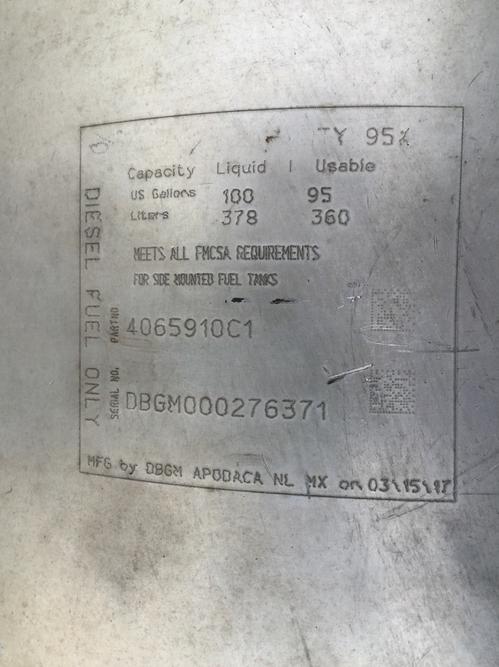 TY 95%
Capacity Liquid | Usable
US Gallons 100 95
Liters 378 360
MEETS ALL FMCSA REQUIREMENTS
FOR SIDE MOUNTED FUEL TANKS
PARTNO 4065910C1
SERIAL NO. DBGM000276371
MFG by DBGM APODACA NL MX on 03\15\17
DIESEL FUEL ONLY